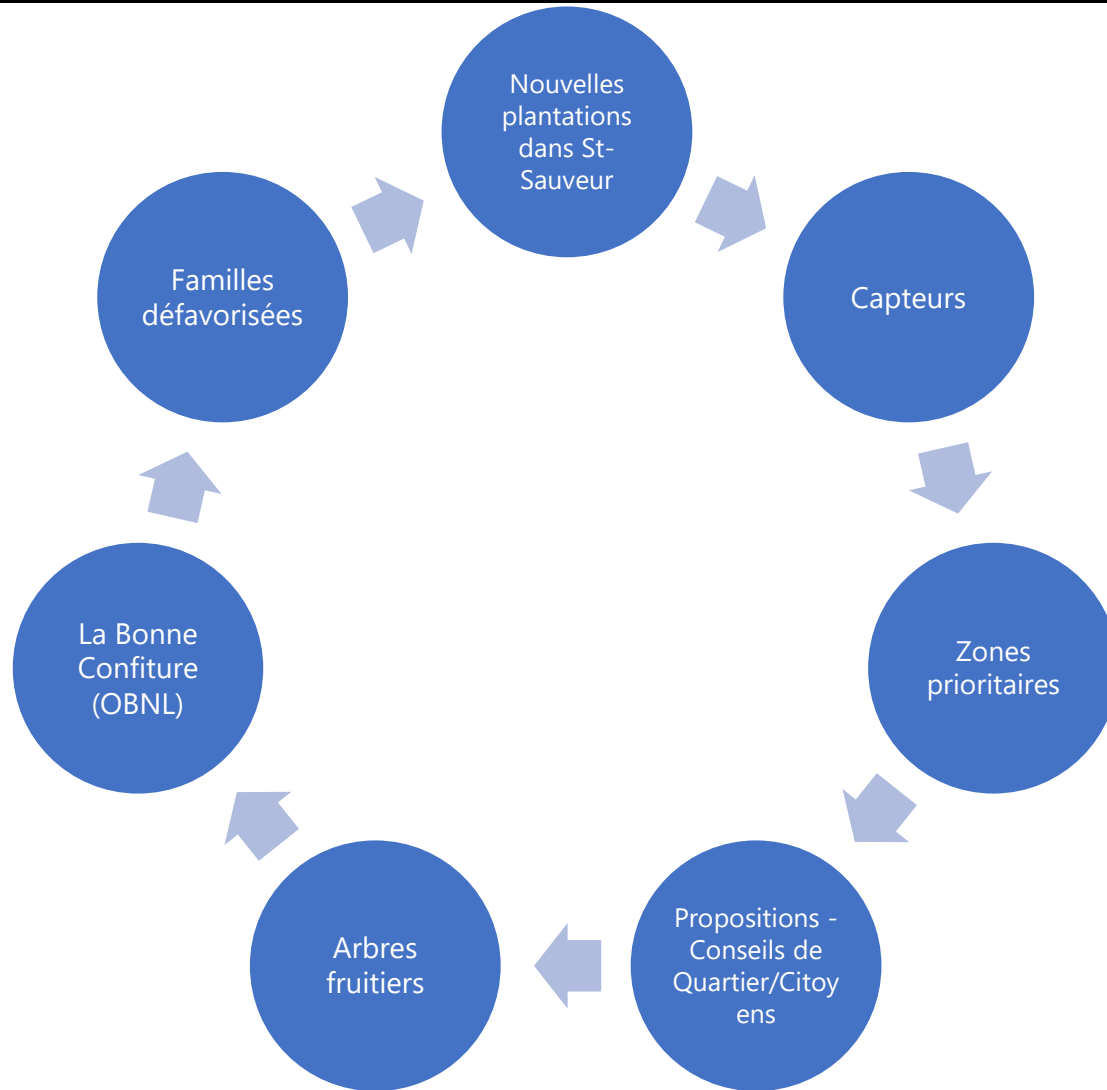 Nouvelles
plantations
dans St-
Sauveur
Capteurs
Zones
prioritaires
Propositions -
Conseils de
Quartier/Citoy
ens
Arbres
fruitiers
La Bonne
Confiture
(OBNL)
Familles
défavorisées